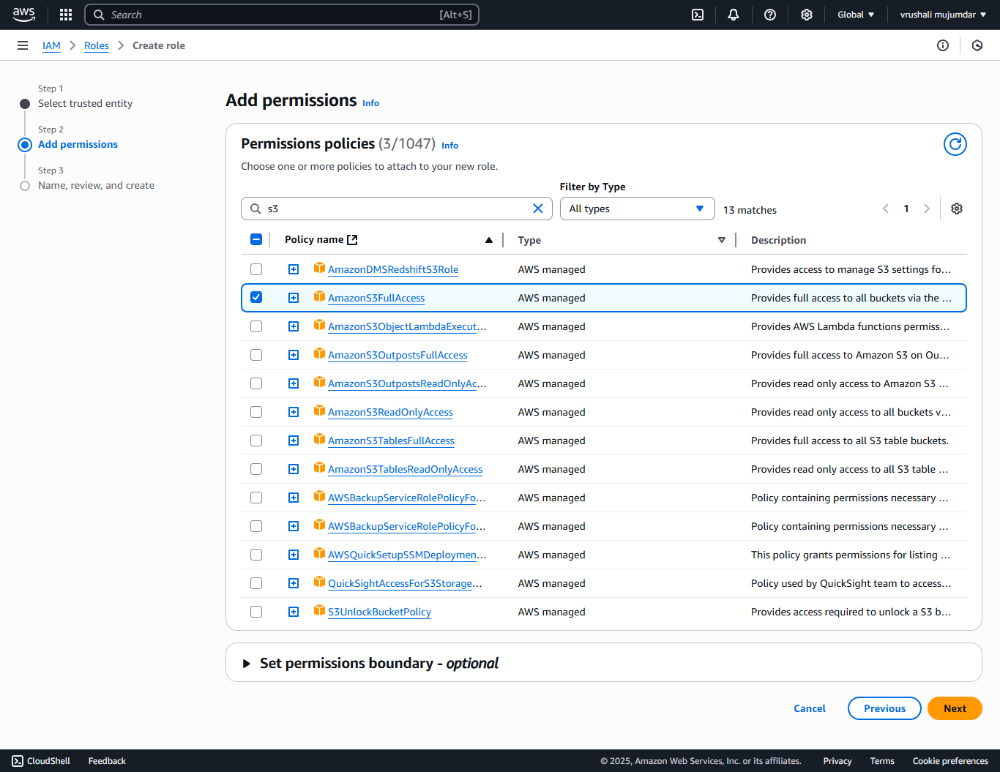 aws
Search [Alt+S]
Global
vrushali mujumdar
IAM
Roles
Create role
Step 1
Select trusted entity
Step 2
Add permissions
Step 3
Name, review, and create
Add permissions Info
Permissions policies (3/1047) Info
Choose one or more policies to attach to your new role.
Filter by Type
s3
All types
13 matches
1
Policy name Type Description
AmazonDMSRedshiftS3Role AWS managed Provides access to manage S3 settings fo...
AmazonS3FullAccess AWS managed Provides full access to all buckets via the ...
AmazonS3ObjectLambdaExecut... AWS managed Provides AWS Lambda functions permiss...
AmazonS3OutpostsFullAccess AWS managed Provides full access to Amazon S3 on Ou...
AmazonS3OutpostsReadOnlyAc... AWS managed Provides read only access to Amazon S3 ...
AmazonS3ReadOnlyAccess AWS managed Provides read only access to all buckets v...
AmazonS3TablesFullAccess AWS managed Provides full access to all S3 table buckets.
AmazonS3TablesReadOnlyAccess AWS managed Provides read only access to all S3 table ...
AWSBackupServiceRolePolicyFo... AWS managed Policy containing permissions necessary ...
AWSBackupServiceRolePolicyFo... AWS managed Policy containing permissions necessary ...
AWSQuickSetupSSMDeploymen... AWS managed This policy grants permissions for listing ...
QuickSightAccessForS3Storage... AWS managed Policy used by QuickSight team to access...
S3UnlockBucketPolicy AWS managed Provides access required to unlock a S3 b...
Set permissions boundary - optional
Cancel
Previous
Next
CloudShell
Feedback
© 2025, Amazon Web Services, Inc. or its affiliates.
Privacy
Terms
Cookie preferences